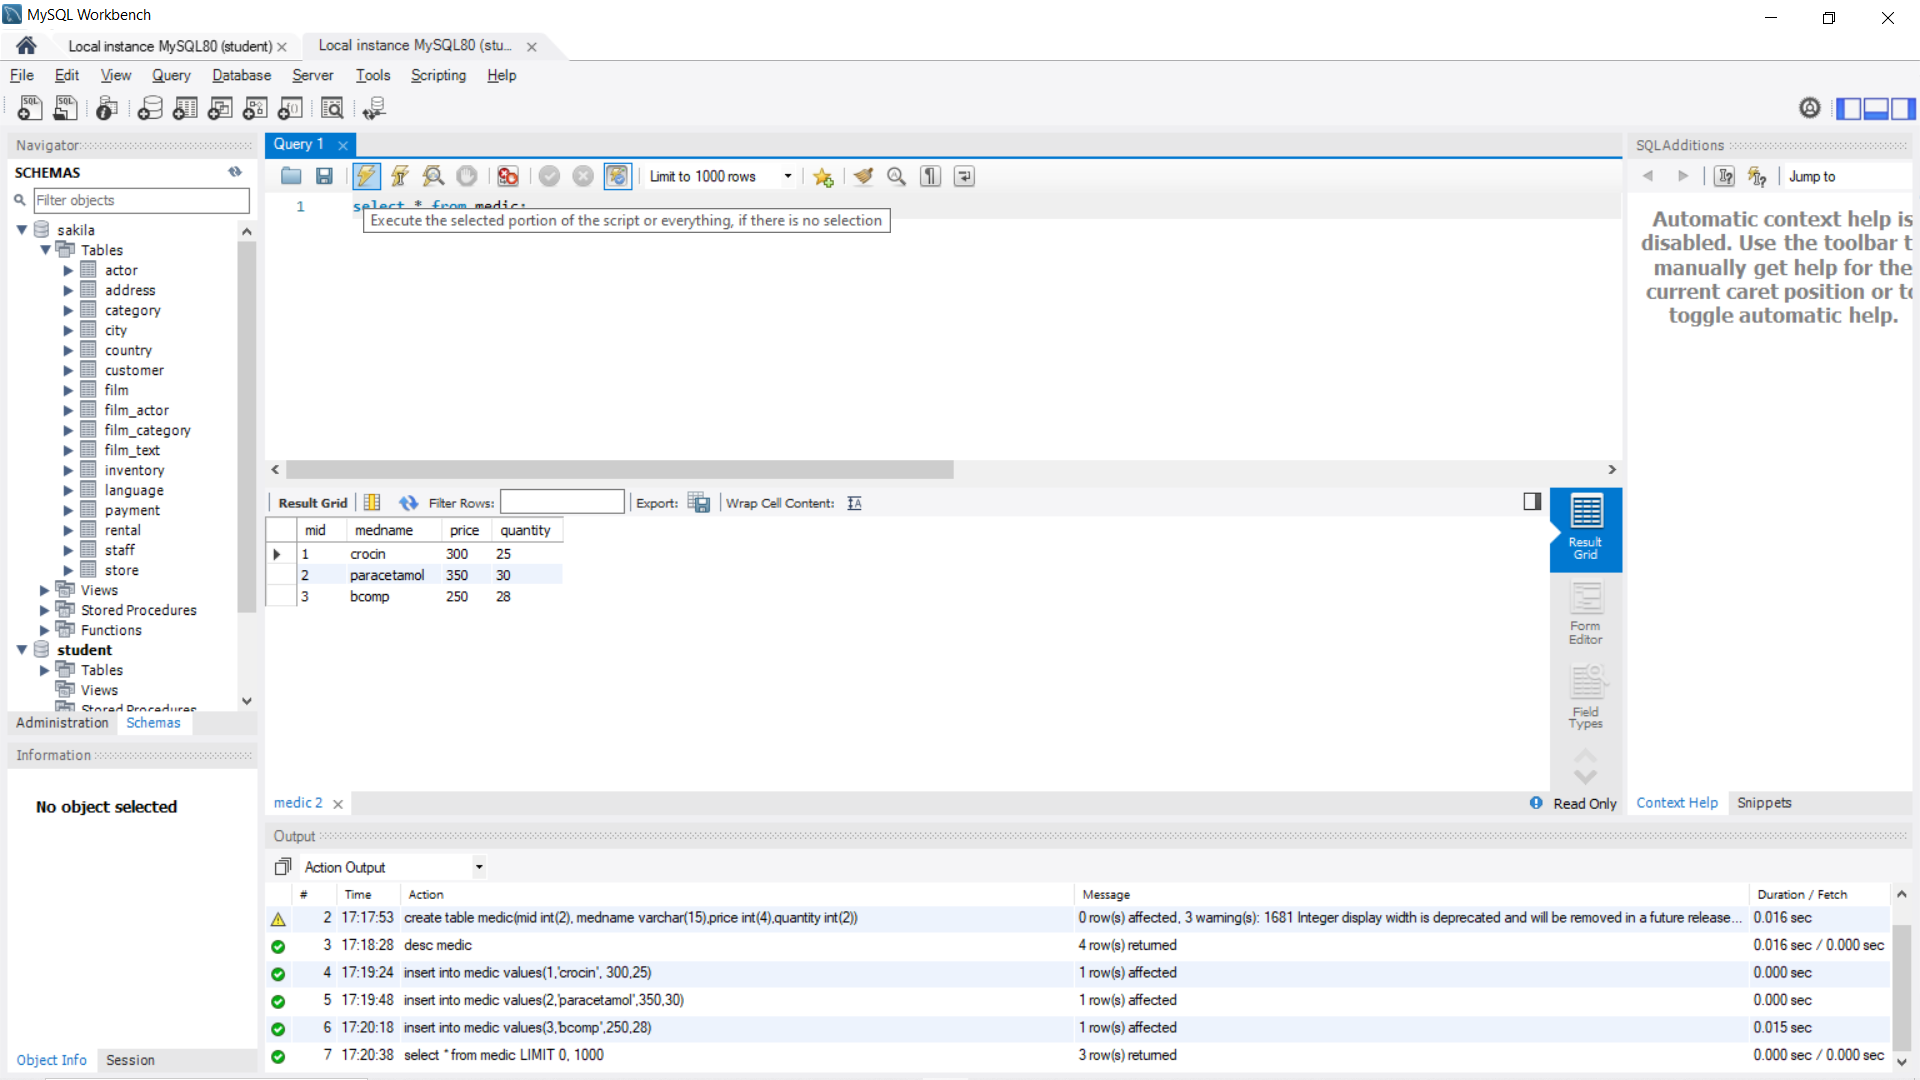 MySQL Workbench
Local instance MySQL80 (student)
Local instance MySQL80 (stu...
File Edit View Query Database Server Tools Scripting Help
Navigator
SCHEMAS
Filter objects
sakila
Tables
actor
address
category
city
country
customer
film
film_actor
film_category
film_text
inventory
language
payment
rental
staff
store
Views
Stored Procedures
Functions
student
Tables
Views
Stored Procedures
Administration Schemas
Information
No object selected
Object Info Session
Query 1
Limit to 1000 rows
1 select * from medic;
Execute the selected portion of the script or everything, if there is no selection
Result Grid Filter Rows: Export: Wrap Cell Content:
mid medname price quantity
1 crocin 300 25
2 paracetamol 350 30
3 bcomp 250 28
Result
Grid
Form
Editor
Field
Types
medic 2
Read Only
SQLAdditions
Jump to
Automatic context help is
disabled. Use the toolbar t
manually get help for the
current caret position or to
toggle automatic help.
Context Help Snippets
Output
Action Output
# Time Action Message Duration / Fetch
2 17:17:53 create table medic(mid int(2), medname varchar(15),price int(4),quantity int(2)) 0 row(s) affected, 3 warning(s): 1681 Integer display width is deprecated and will be removed in a future release... 0.016 sec
3 17:18:28 desc medic 4 row(s) returned 0.016 sec / 0.000 sec
4 17:19:24 insert into medic values(1,'crocin', 300,25) 1 row(s) affected 0.000 sec
5 17:19:48 insert into medic values(2,'paracetamol',350,30) 1 row(s) affected 0.000 sec
6 17:20:18 insert into medic values(3,'bcomp',250,28) 1 row(s) affected 0.015 sec
7 17:20:38 select * from medic LIMIT 0, 1000 3 row(s) returned 0.000 sec / 0.000 sec